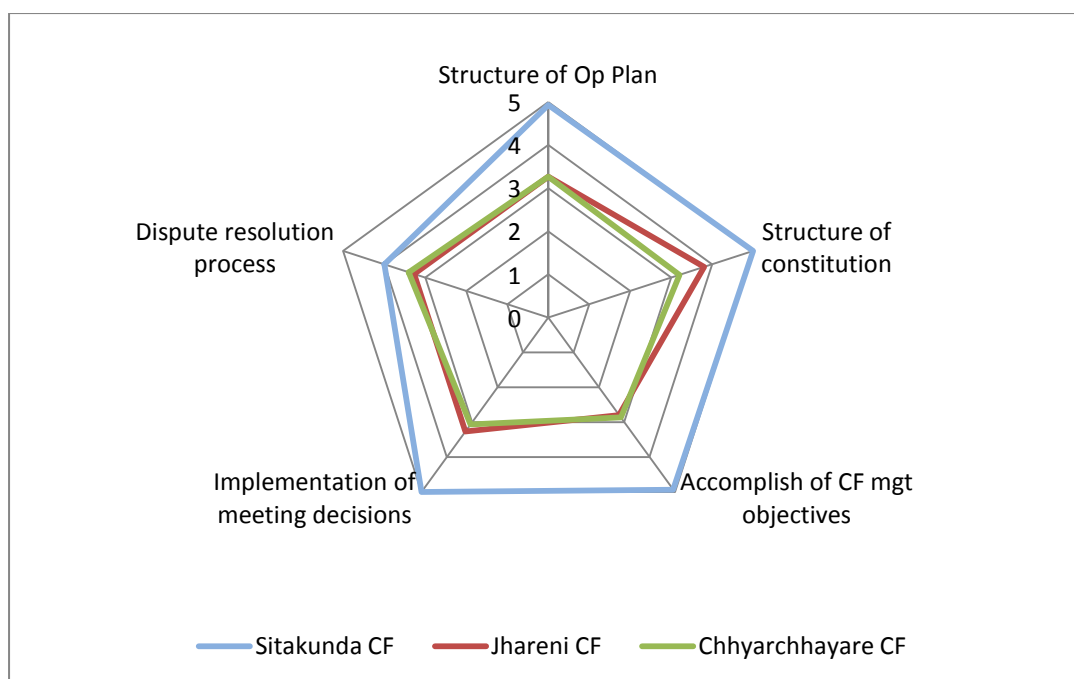 Structure of Op Plan
5
4
3
2
1
0
Structure of
constitution
Accomplish of CF mgt
objectives
Implementation of
meeting decisions
Dispute resolution
process
Sitakunda CF
Jhareni CF
Chhyarchhayare CF